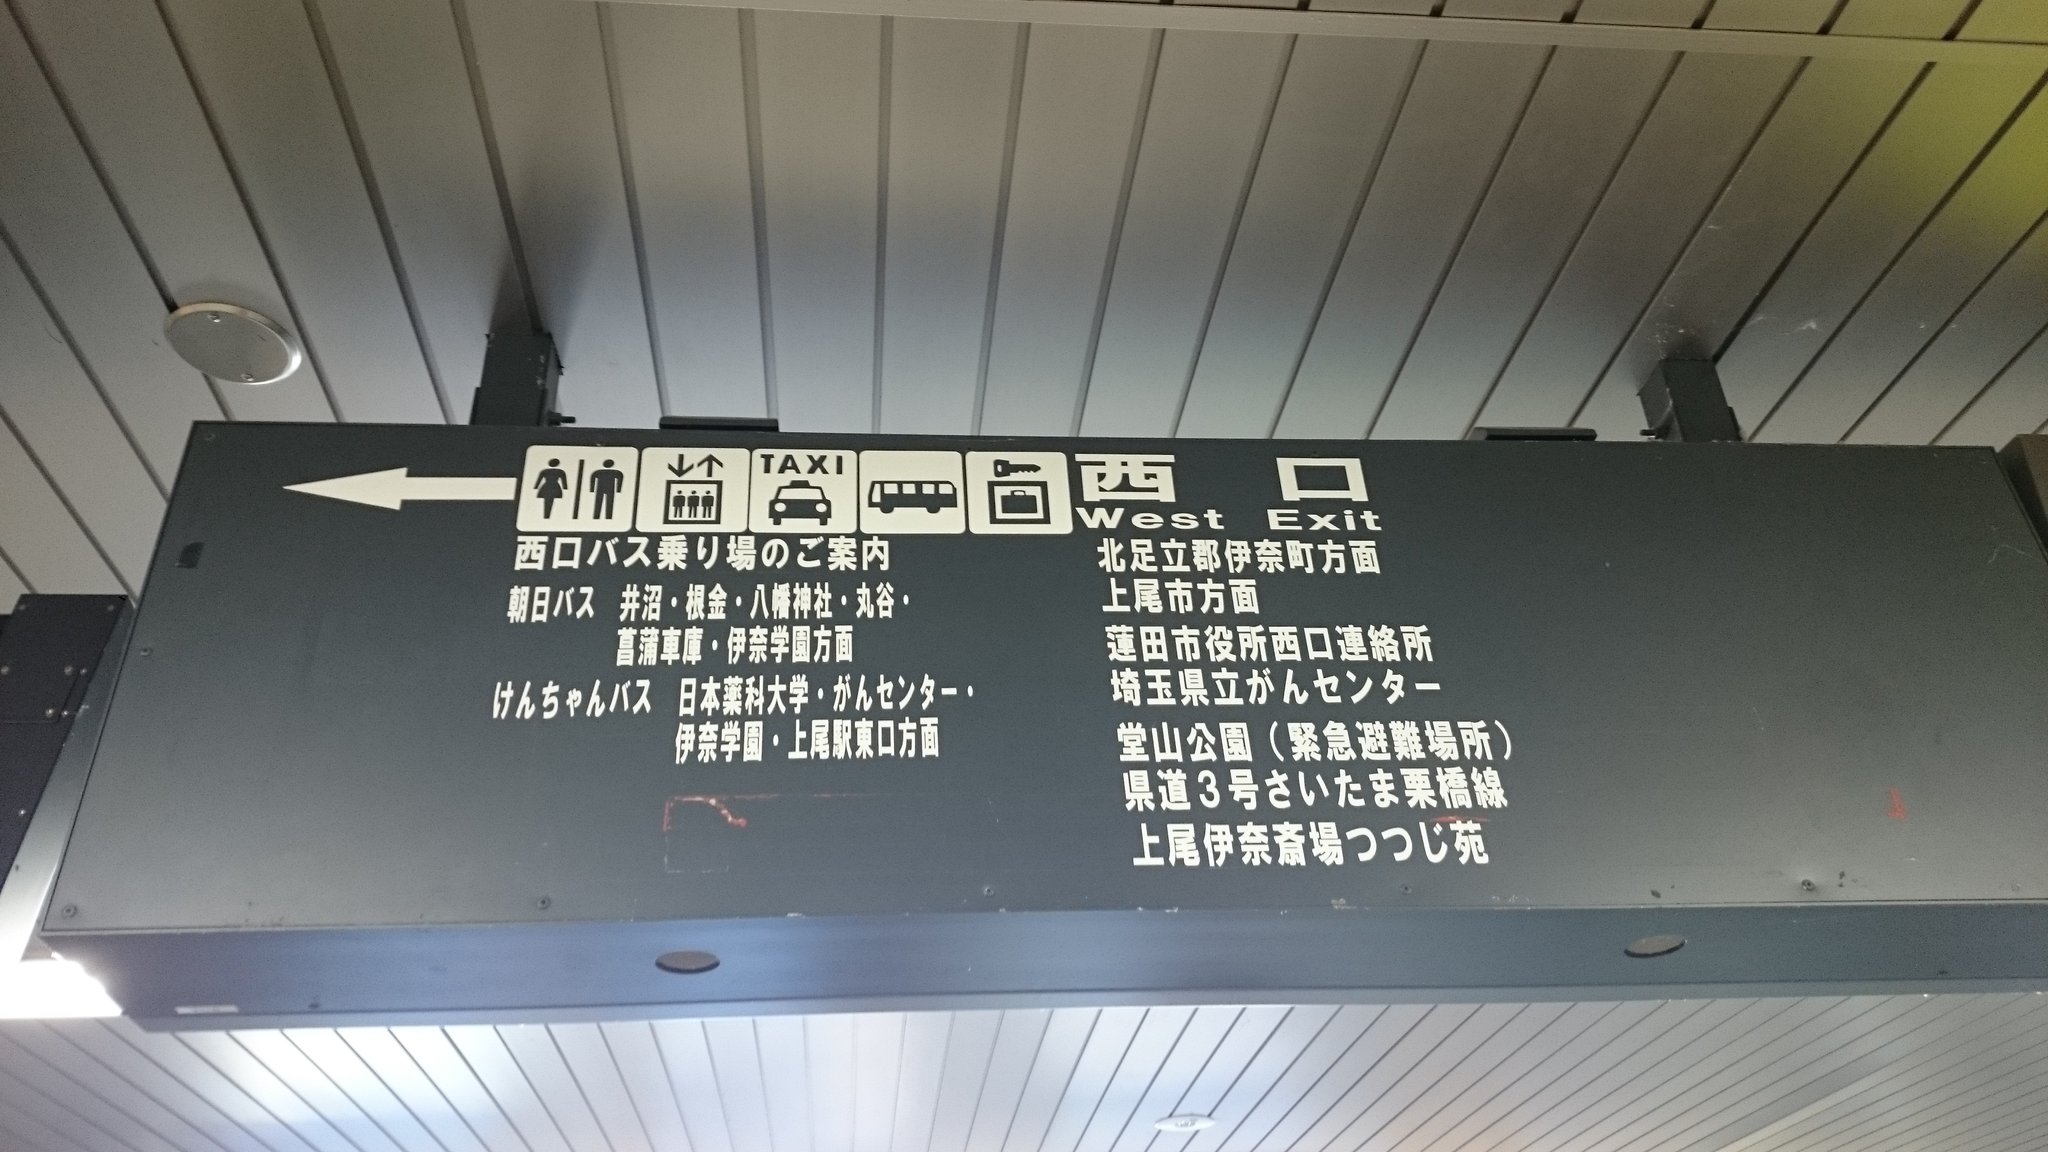 TAXI
西口
West Exit
西口バス乗り場のご案内
朝日バス 井沼・根金・八幡神社・丸谷・
菖蒲車庫・伊奈学園方面
けんちゃんバス 日本薬科大学・がんセンター・
伊奈学園・上尾駅東口方面
北足立郡伊奈町方面
上尾市方面
蓮田市役所西口連絡所
埼玉県立がんセンター
堂山公園（緊急避難場所）
県道３号さいたま栗橋線
上尾伊奈斎場つつじ苑